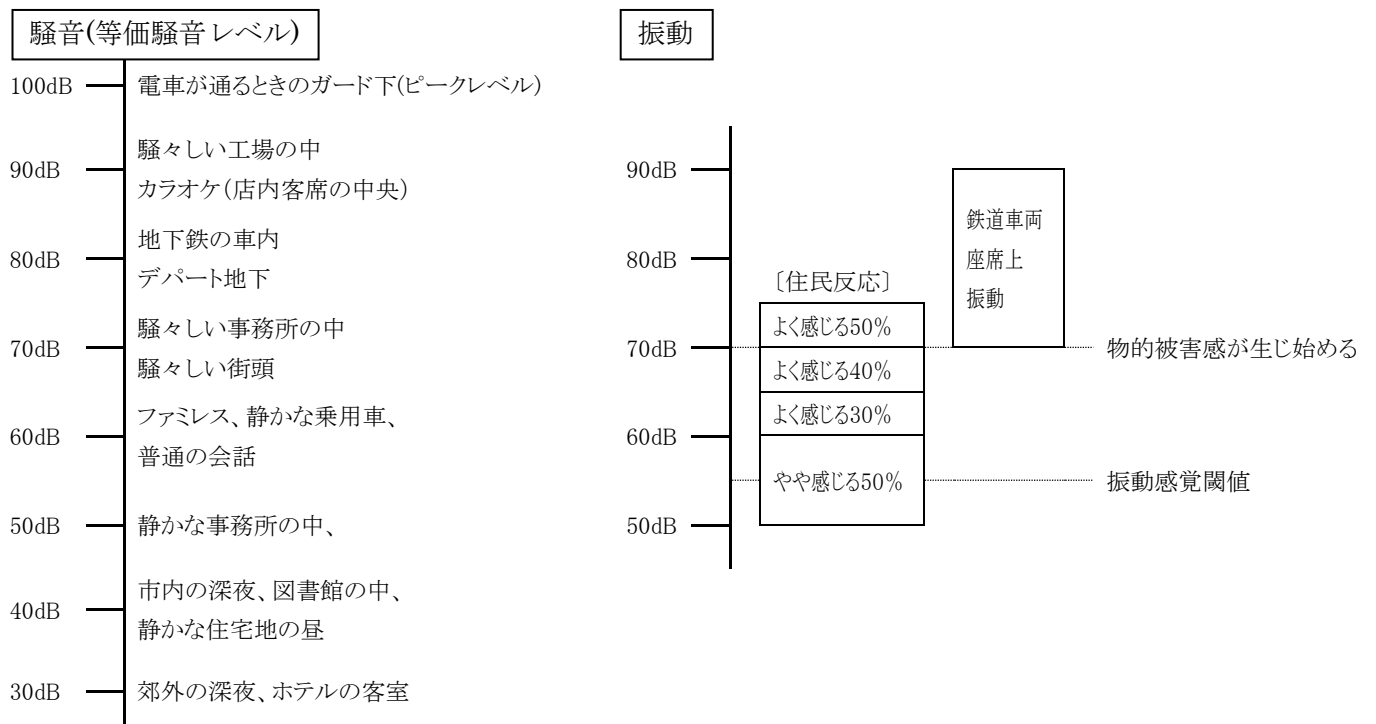 騒音(等価騒音レベル)
100dB
電車が通るときのガード下(ピークレベル)
騒々しい工場の中
90dB
カラオケ(店内客席の中央)
地下鉄の車内
80dB
デパート地下
騒々しい事務所の中
70dB
騒々しい街頭
ファミレス、静かな乗用車、
60dB
普通の会話
50dB
静かな事務所の中、
市内の深夜、図書館の中、
40dB
静かな住宅地の昼
30dB
郊外の深夜、ホテルの客室
振動
90dB
80dB
70dB
60dB
50dB
〔住民反応〕
よく感じる50%
よく感じる40%
よく感じる30%
やや感じる50%
鉄道車両
座席上
振動
物的被害感が生じ始める
振動感覚閾値